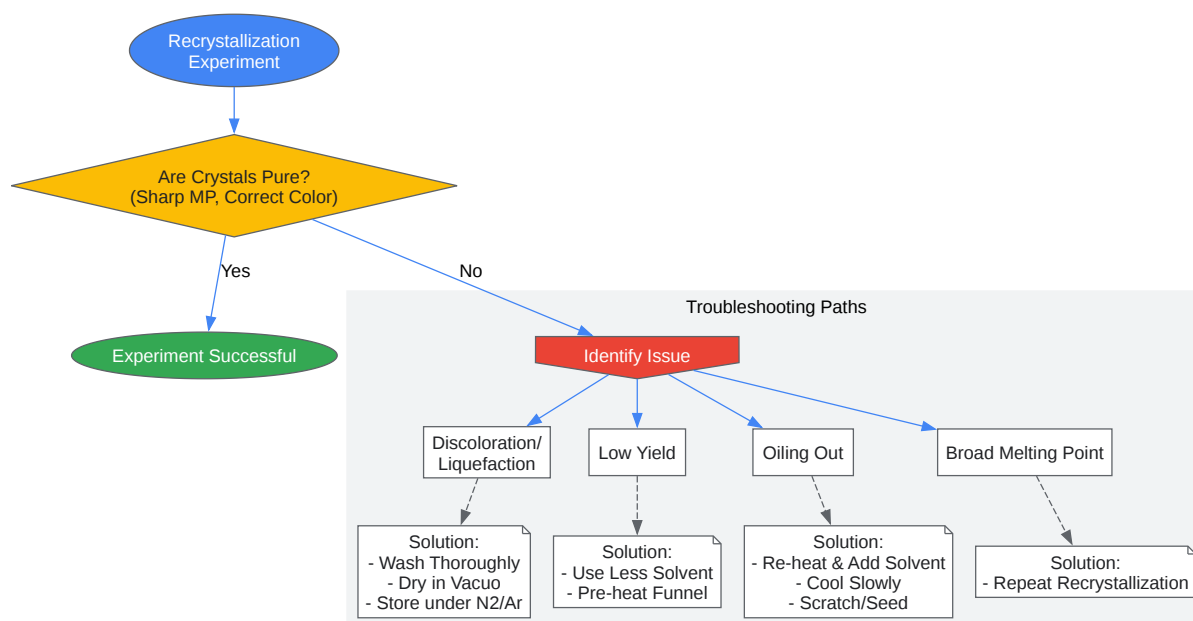 Recrystallization
Experiment
Are Crystals Pure?
(Sharp MP, Correct Color)
Yes
No
Experiment Successful
Troubleshooting Paths
Identify Issue
Discoloration/
Liquefaction
Low Yield
Oiling Out
Broad Melting Point
Solution:
- Wash Thoroughly
- Dry in Vacuo
- Store under N2/Ar
Solution:
- Use Less Solvent
- Pre-heat Funnel
Solution:
- Re-heat & Add Solvent
- Cool Slowly
- Scratch/Seed
Solution:
- Repeat Recrystallization